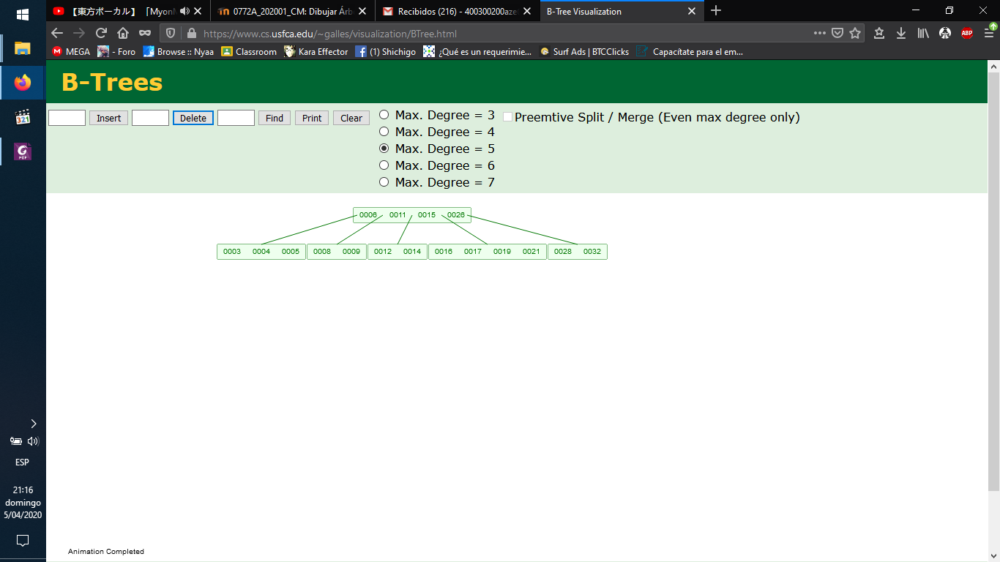 【東方ボーカル】 「Myonl
0772A_202001_CM: Dibujar Árb
Recibidos (216) - 400300200aze
B-Tree Visualization
https://www.cs.usfca.edu/~galles/visualization/BTree.html
ABP
MEGA
- Foro
Browse :: Nyaa
Classroom
Kara Effector
(1) Shichigo
¿Qué es un requerimie...
Surf Ads | BTCClicks
Capacítate para el em...
B-Trees
Insert Delete Find Print Clear
Max. Degree = 3
Preemtive Split / Merge (Even max degree only)
Max. Degree = 4
Max. Degree = 5
Max. Degree = 6
Max. Degree = 7
0006 0011 0015 0026
0003 0004 0005 0008 0009 0012 0014 0016 0017 0019 0021 0028 0032
321
PDF
ESP
21:16
domingo
5/04/2020
Animation Completed